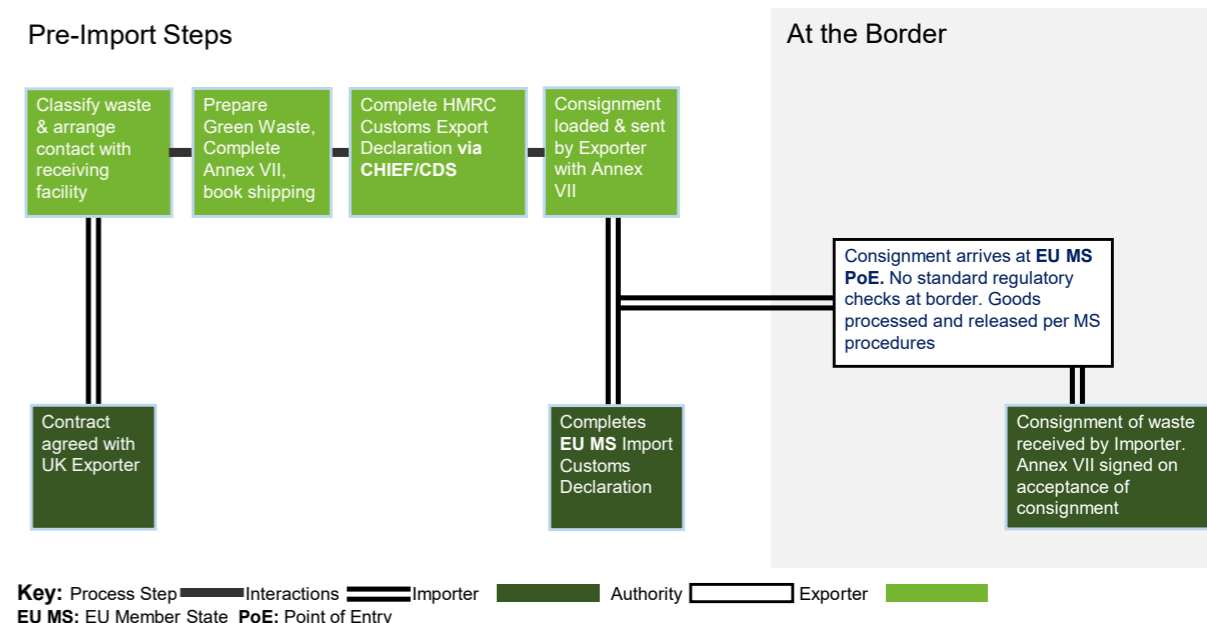 Pre-Import Steps
At the Border
Classify waste
& arrange
contact with
receiving
facility
Prepare
Green Waste,
Complete
Annex VII,
book shipping
Complete HMRC
Customs Export
Declaration via
CHIEF/CDS
Consignment
loaded & sent
by Exporter
with Annex
VII
Consignment arrives at EU MS
PoE. No standard regulatory
checks at border. Goods
processed and released per MS
procedures
Contract
agreed with
UK Exporter
Completes
EU MS Import
Customs
Declaration
Consignment of waste
received by Importer.
Annex VII signed on
acceptance of
consignment
Key: Process Step Interactions Importer Authority Exporter
EU MS: EU Member State PoE: Point of Entry